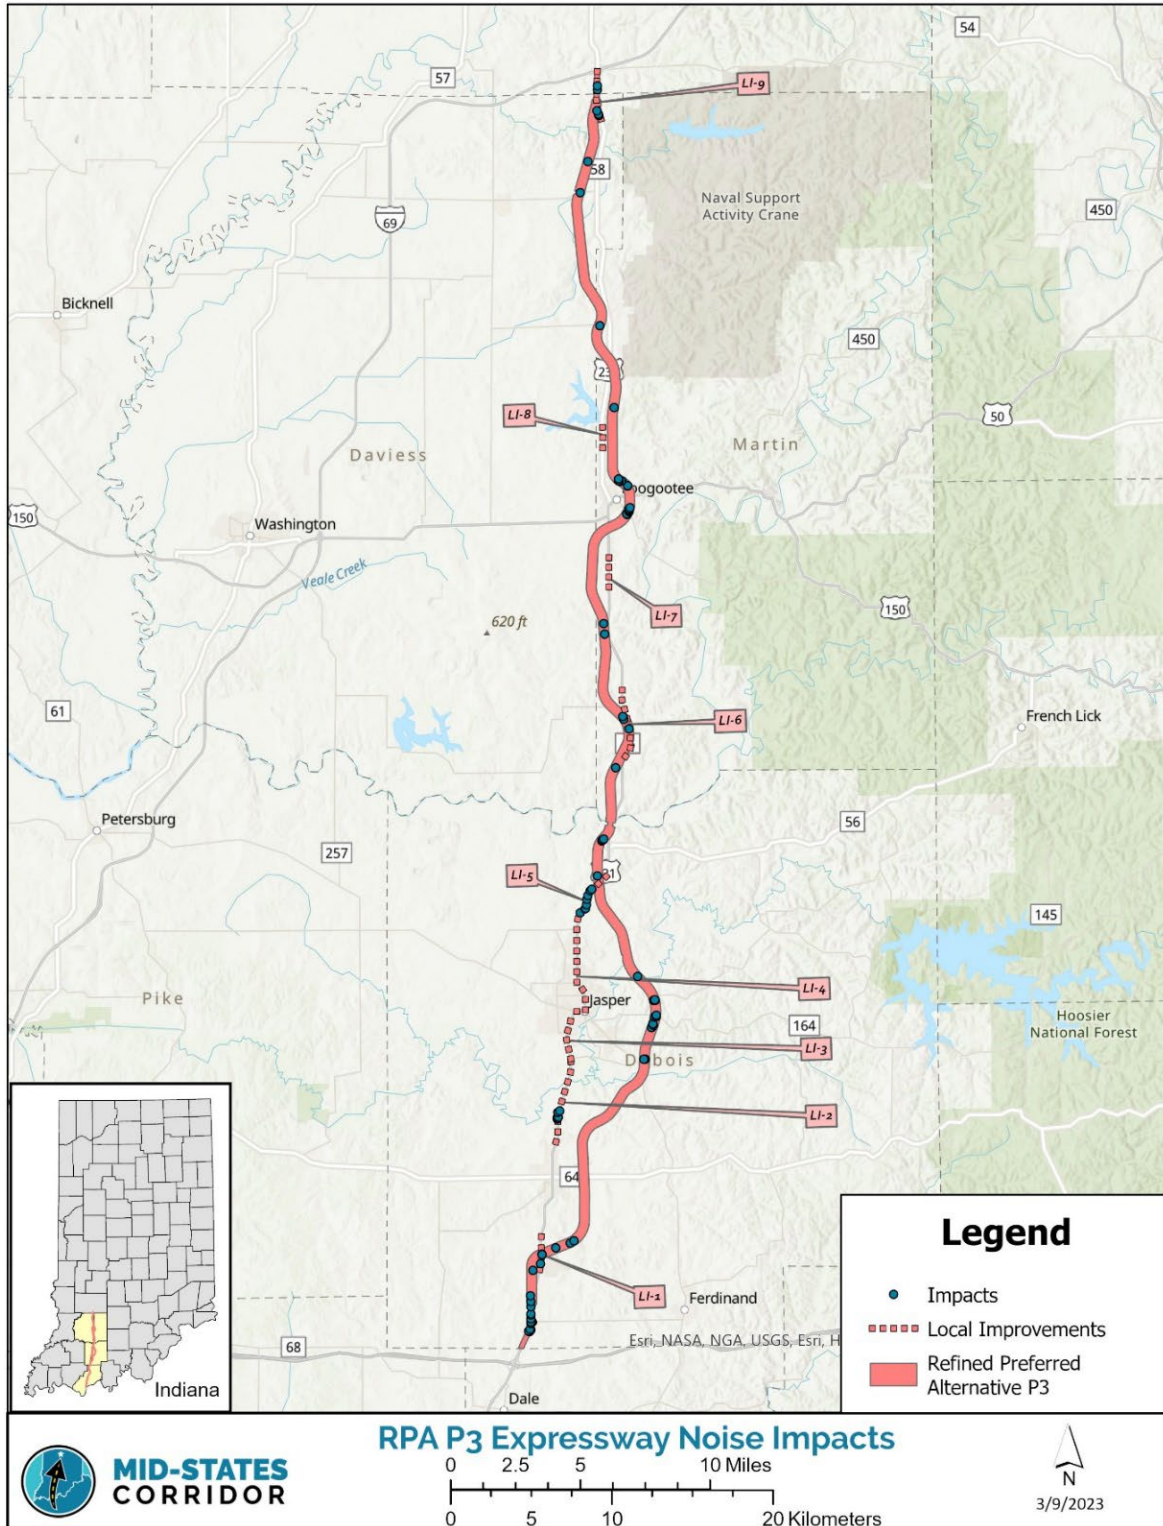 54
57
LI-9
58
Naval Support
Activity Crane
450
69
Bicknell
450
23
50
LI-8
Daviess
Martin
oogootee
150
Washington
Veale Creek
LI-7
150
620 ft
61
LI-6
French Lick
Petersburg
56
257
LI-5
145
LI-4
Pike
Jasper
Hoosier
National Forest
164
LI-3
LI-2
64
LI-1
Ferdinand
68
Esri, NASA, NGA, USGS, Esri, H
Dale
Indiana
Legend
Impacts
Local Improvements
Refined Preferred
Alternative P3
MID-STATES
CORRIDOR
RPA P3 Expressway Noise Impacts
0 2.5 5 10 Miles
0 5 10 20 Kilometers
N
3/9/2023